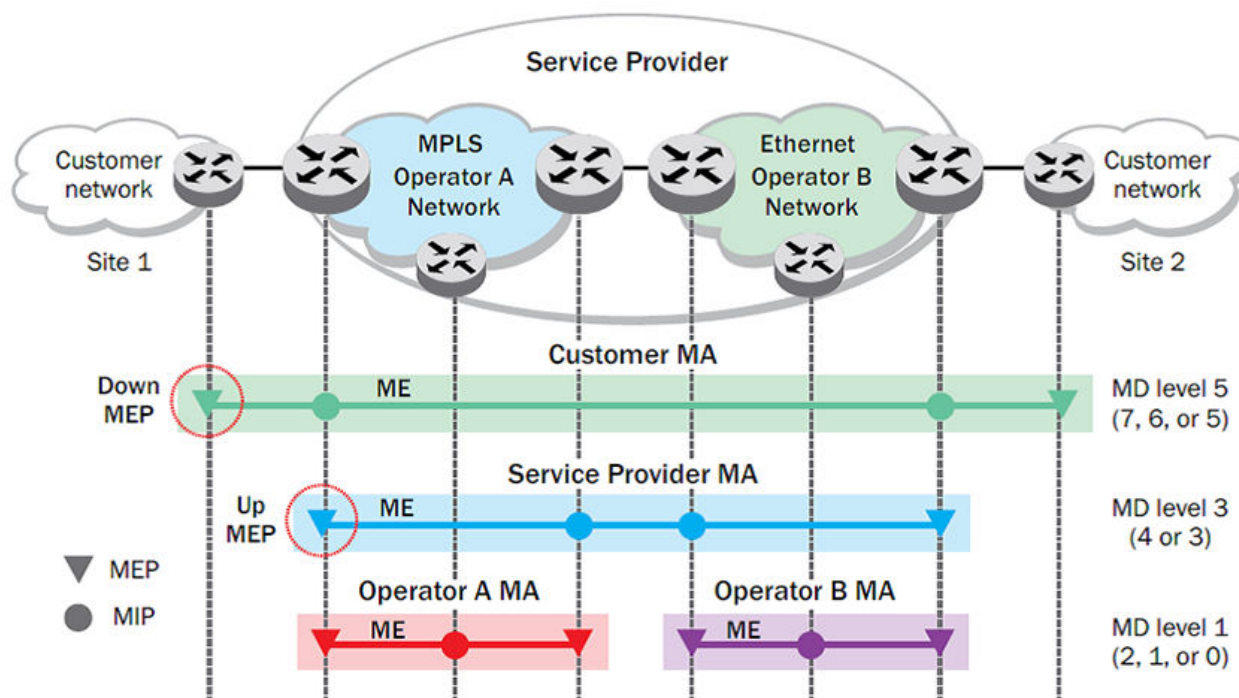 Service Provider
Customer
network
MPLS
Operator A
Network
Ethernet
Operator B
Network
Customer
network
Site 1
Site 2
Customer MA
Down
MEP
ME
MD level 5
(7, 6, or 5)
Service Provider MA
Up
MEP
ME
MD level 3
(4 or 3)
MEP
MIP
Operator A MA
ME
Operator B MA
ME
MD level 1
(2, 1, or 0)